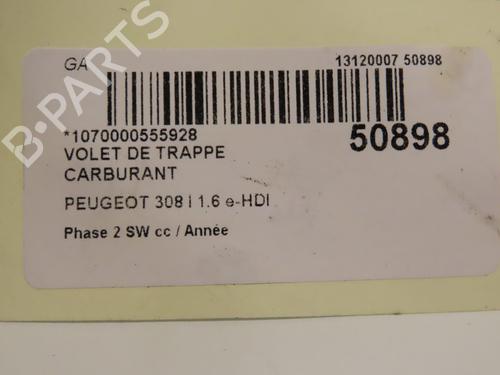 GA 13120007 50898
*1070000555928 50898
VOLET DE TRAPPE
CARBURANT
PEUGEOT 308 I 1.6 e-HDI
Phase 2 SW cc / Année
B-PARTS